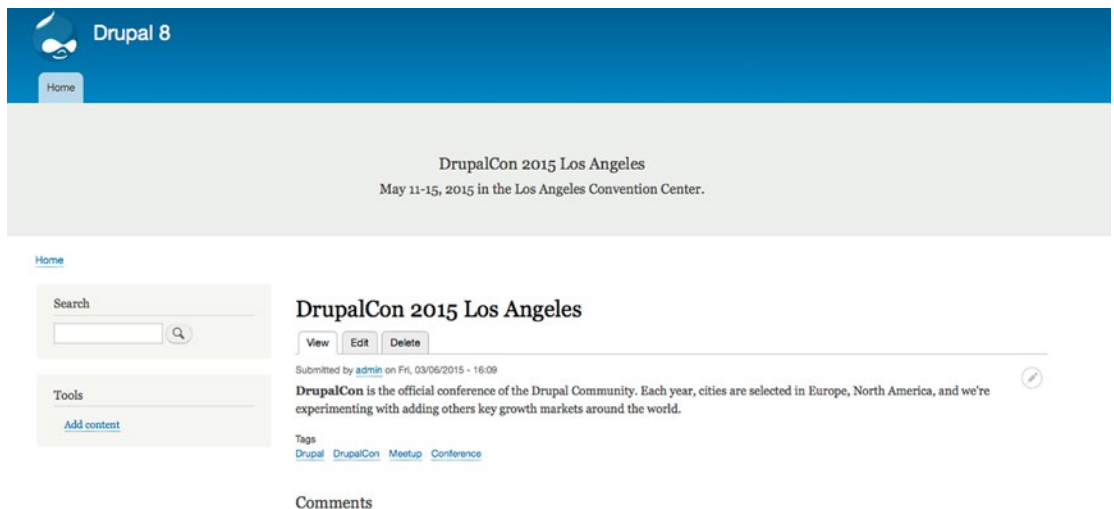 Drupal 8
Home
DrupalCon 2015 Los Angeles
May 11-15, 2015 in the Los Angeles Convention Center.
Home
Search
Tools
Add content
DrupalCon 2015 Los Angeles
View Edit Delete
Submitted by admin on Fri, 03/06/2015 - 16:09
DrupalCon is the official conference of the Drupal Community. Each year, cities are selected in Europe, North America, and we're
experimenting with adding others key growth markets around the world.
Tags
Drupal DrupalCon Meetup Conference
Comments